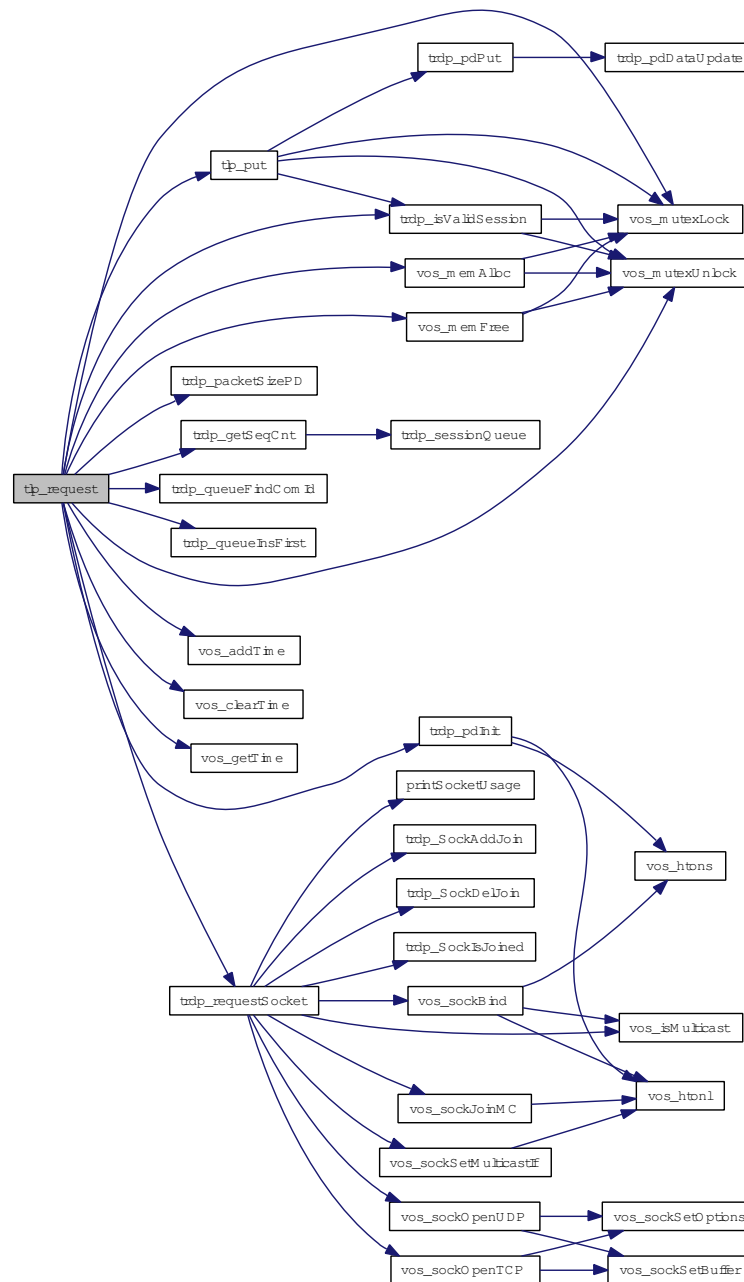 trdp_pdPut
trdp_pdDataUpdate
tlp_put
trdp_isValidSession
vos_mutexLock
vos_memAlloc
vos_mutexUnlock
vos_memFree
trdp_packetSizePD
trdp_getSeqCnt
trdp_sessionQueue
tlp_request
trdp_queueFindComId
trdp_queueInsFirst
vos_addTime
vos_clearTime
trdp_pdInit
vos_getTime
printSocketUsage
trdp_SockAddJoin
vos_htons
trdp_SockDelJoin
trdp_SockIsJoined
trdp_requestSocket
vos_sockBind
vos_isMulticast
vos_htonl
vos_sockJoinMC
vos_sockSetMulticastIf
vos_sockOpenUDP
vos_sockSetOptions
vos_sockOpenTCP
vos_sockSetBuffer